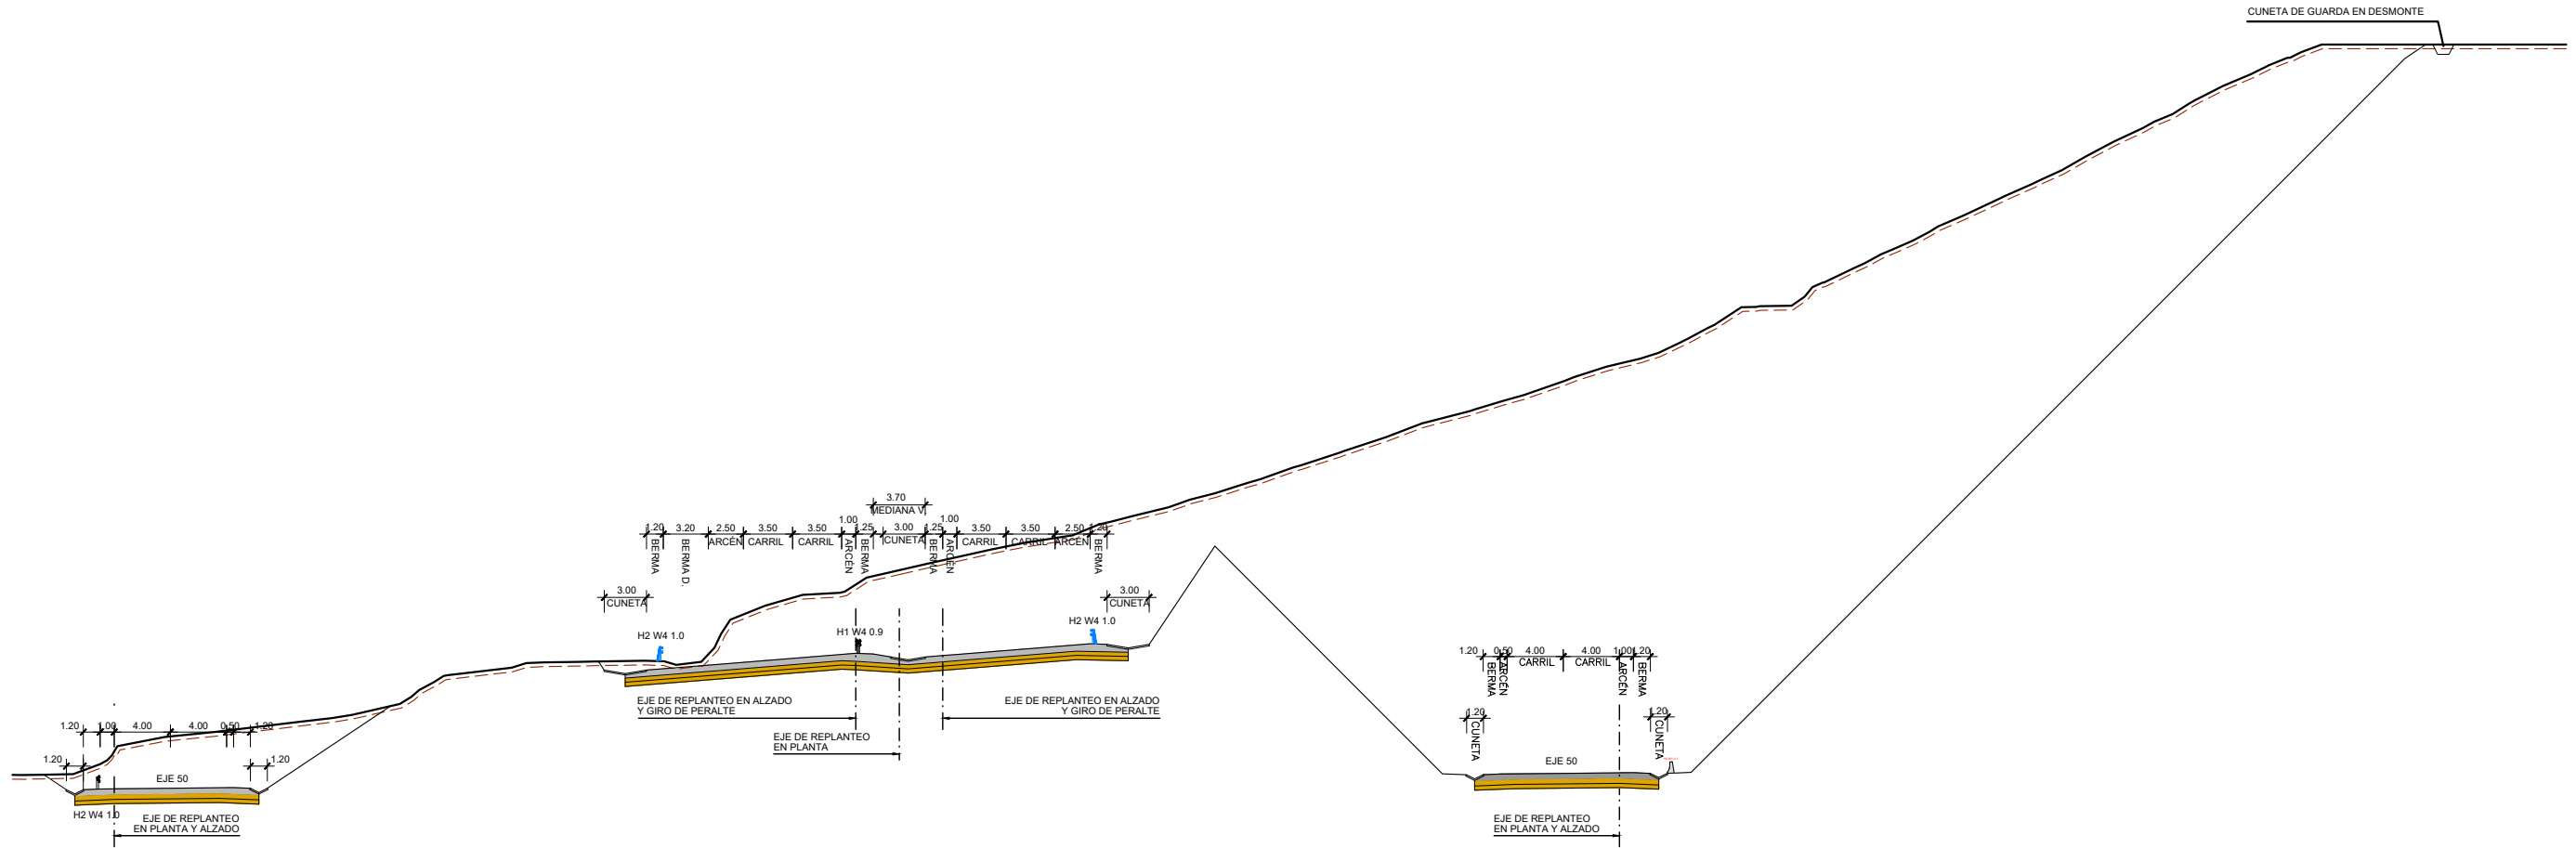 CUNETA DE GUARDA EN DESMONTE
3.70
MEDIANA V.
1.20 3.20 2.50 3.50 3.50 1.00 1.25 3.00 1.25 1.00 3.50 3.50 2.50 1.20
BERMA BERMA D. ARCÉN CARRIL CARRIL ARCÉN BERMA CUNETA BERMA ARCÉN CARRIL CARRIL ARCÉN BERMA
3.00
CUNETA
3.00
CUNETA
H2 W4 1.0
H1 W4 0.9
H2 W4 1.0
EJE DE REPLANTEO EN ALZADO
Y GIRO DE PERALTE
EJE DE REPLANTEO
EN PLANTA
EJE DE REPLANTEO EN ALZADO
Y GIRO DE PERALTE
1.20 1.00 4.00 4.00 0.50 1.20
1.20
1.20
EJE 50
H2 W4 1.0
EJE DE REPLANTEO
EN PLANTA Y ALZADO
1.20 0.50 4.00 4.00 1.00 1.20
BERMA ARCÉN CARRIL CARRIL ARCÉN BERMA
1.20
CUNETA
1.20
CUNETA
EJE 50
EJE DE REPLANTEO
EN PLANTA Y ALZADO